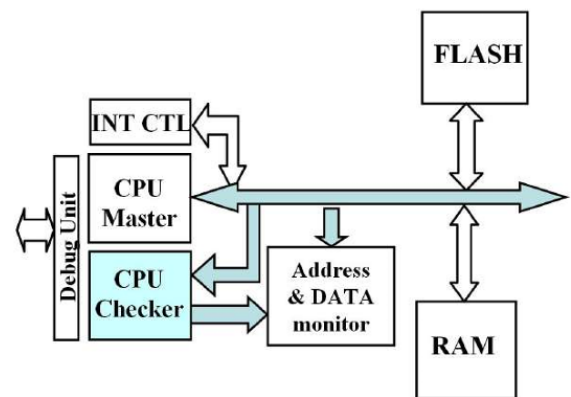 FLASH
INT CTL
CPU
Master
Debug Unit
CPU
Checker
Address
& DATA
monitor
RAM